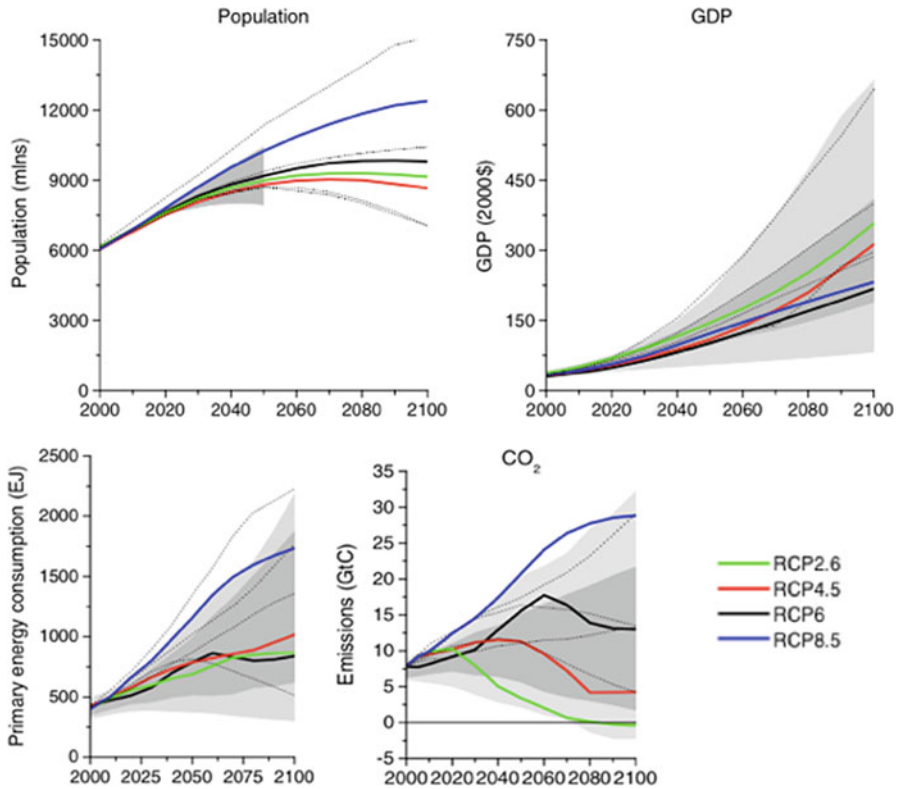 Population
15000
12000
9000
6000
3000
0
2000 2020 2040 2060 2080 2100
Population (mlns)
GDP
750
600
450
300
150
0
2000 2020 2040 2060 2080 2100
GDP (2000$)
2500
2000
1500
1000
500
0
2000 2025 2050 2075 2100
Primary energy consumption (EJ)
CO2
35
30
25
20
15
10
5
0
-5
2000 2020 2040 2060 2080 2100
Emissions (GtC)
RCP2.6
RCP4.5
RCP6
RCP8.5